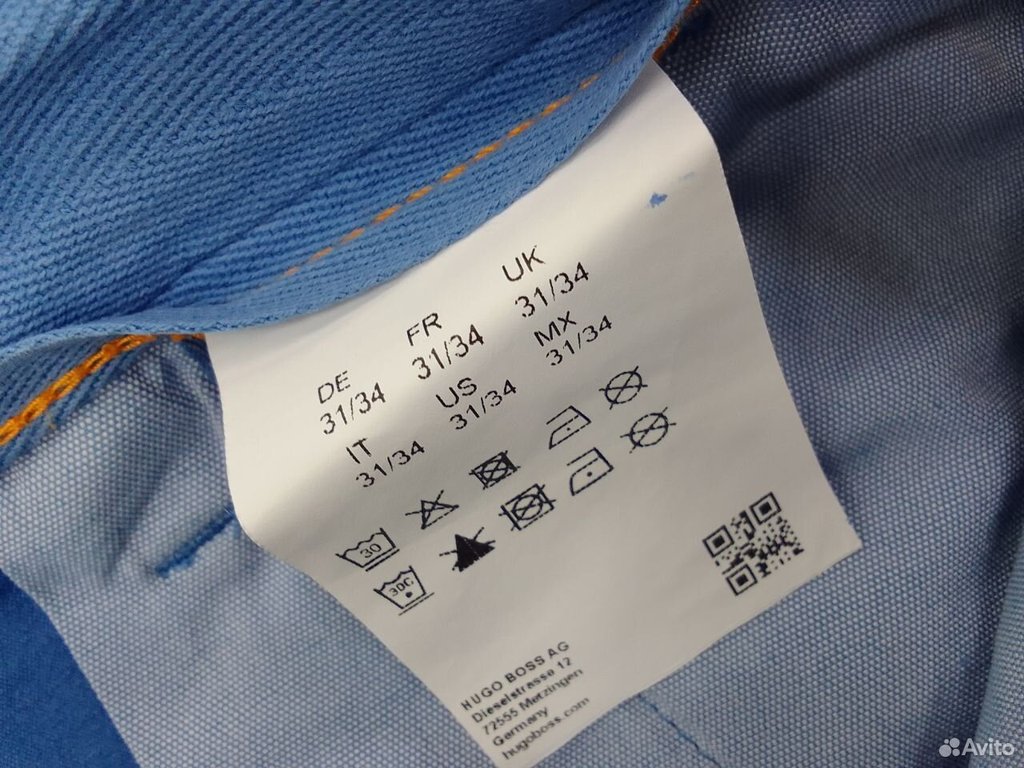 DE FR UK
31/34 31/34 31/34
IT US MX
31/34 31/34 31/34
30
30C
HUGO BOSS AG
Dieselstrasse 12
72555 Metzingen
Germany
hugoboss.com
Avito